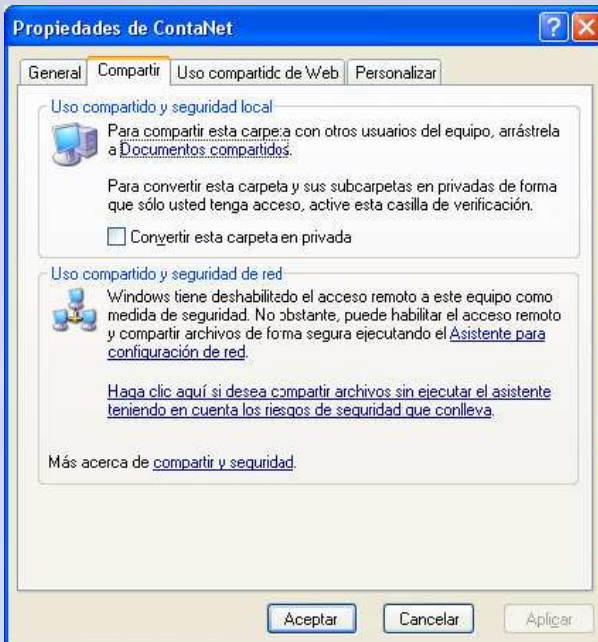 Propiedades de ContaNet
General Compartir Uso compartido de Web Personalizar
Uso compartido y seguridad local
Para compartir esta carpeta con otros usuarios del equipo, arrástrela
a Documentos compartidos.
Para convertir esta carpeta y sus subcarpetas en privadas de forma
que sólo usted tenga acceso, active esta casilla de verificación.
Convertir esta carpeta en privada
Uso compartido y seguridad de red
Windows tiene deshabilitado el acceso remoto a este equipo como
medida de seguridad. No obstante, puede habilitar el acceso remoto
y compartir archivos de forma segura ejecutando el Asistente para
configuración de red.
Haga clic aquí si desea compartir archivos sin ejecutar el asistente
teniendo en cuenta los riesgos de seguridad que conlleva.
Más acerca de compartir y seguridad.
Aceptar Cancelar Aplicar